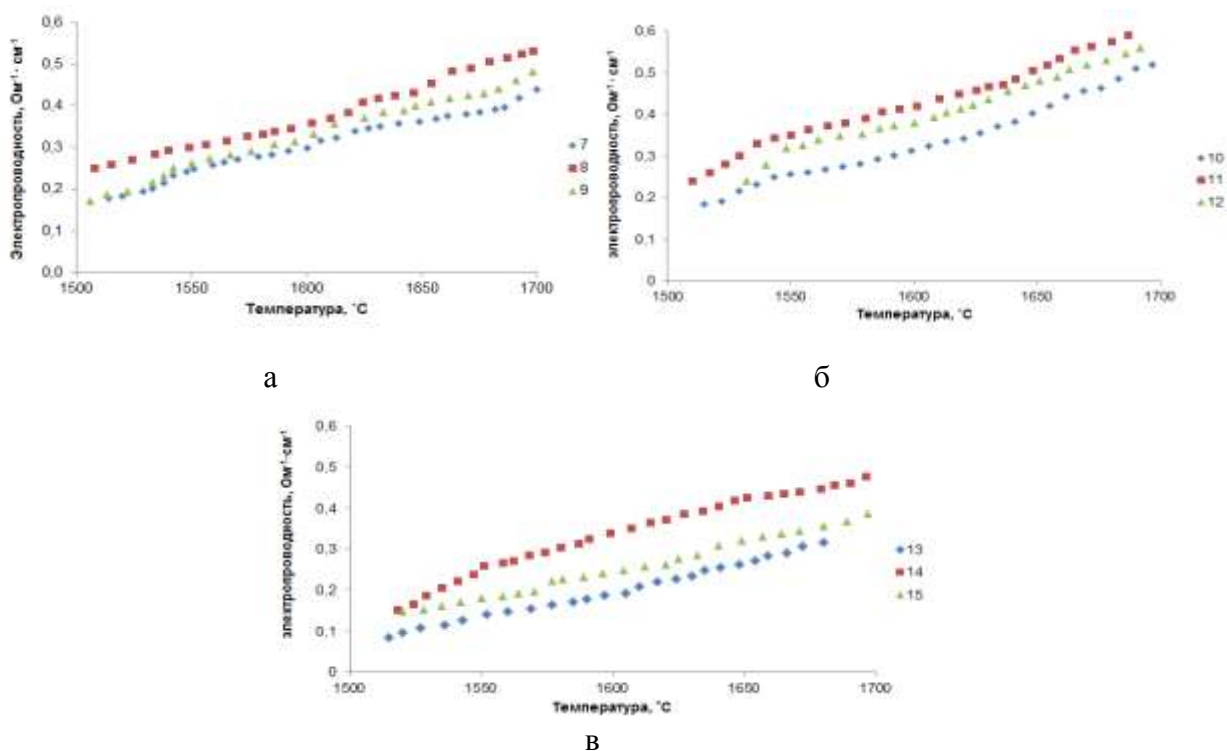 Электропроводность, Ом⁻¹· см⁻¹
0,6
0,5
0,4
0,3
0,2
0,1
0,0
1500 1550 1600 1650 1700
Температура, ˚С
7
8
9
а
электропроводность, Ом⁻¹· см⁻¹
0,6
0,5
0,4
0,3
0,2
0,1
0
1500 1550 1600 1650 1700
Температура, ˚С
10
11
12
б
электропроводность, Ом⁻¹·см⁻¹
0,6
0,5
0,4
0,3
0,2
0,1
0
1500 1550 1600 1650 1700
Температура, ˚С
13
14
15
в